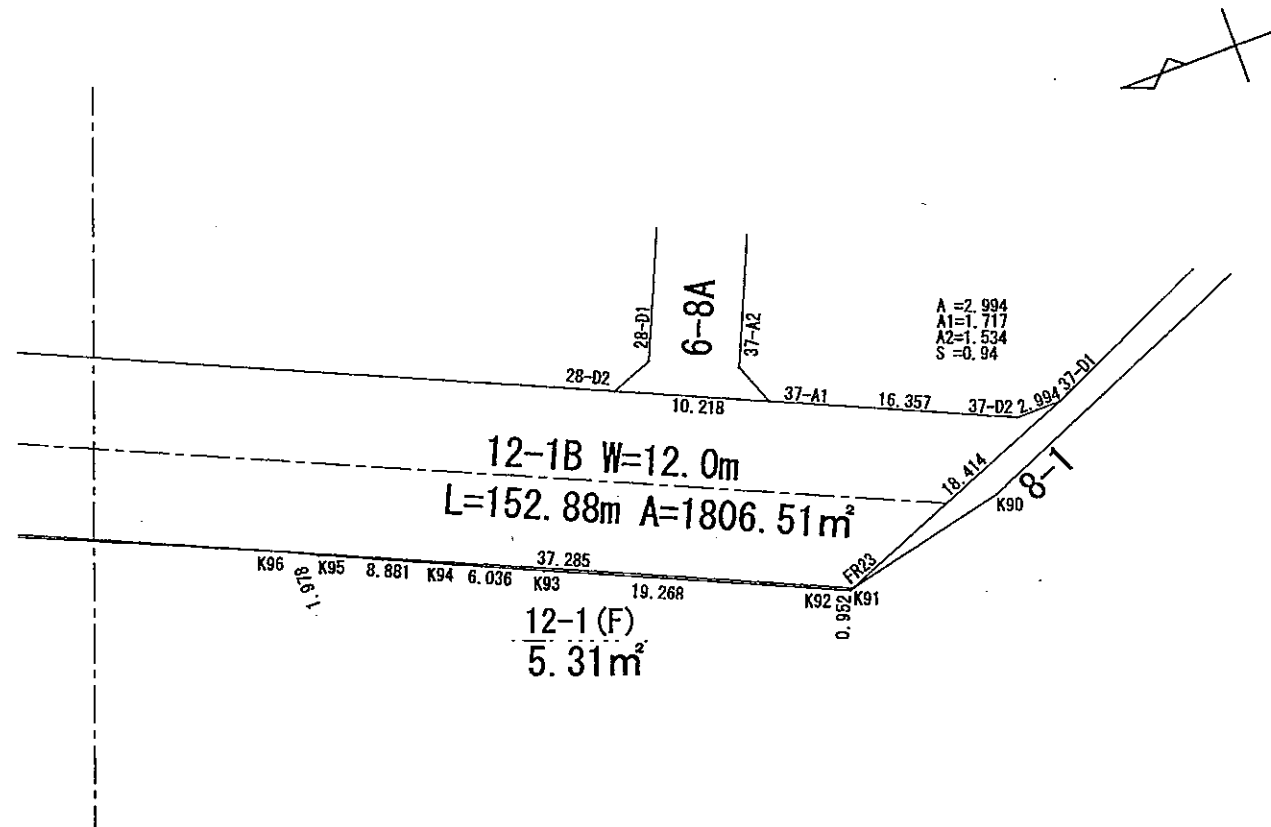 6-8A
28-D1
37-A2
A =2.994
A1=1.717
A2=1.534
S =0.94
37-D1
28-D2
10.218
37-A1
16.357
37-D2
2.994
12-1B W=12.0m
L=152.88m A=1806.51㎡
18.414
8-1
K90
K96
1.978
K95
8.881
K94
6.036
37.285
K93
19.268
FR23
K92
K91
0.952
12-1(F)
5.31㎡